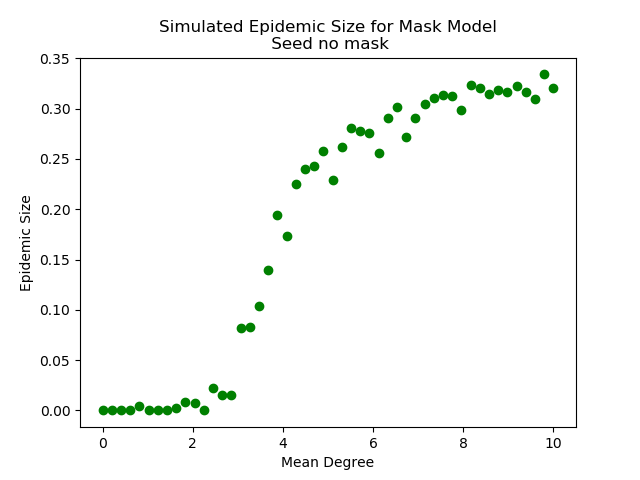 Simulated Epidemic Size for Mask Model
Seed no mask
0.35
0.30
0.25
0.20
0.15
0.10
0.05
0.00
Epidemic Size
0 2 4 6 8 10
Mean Degree